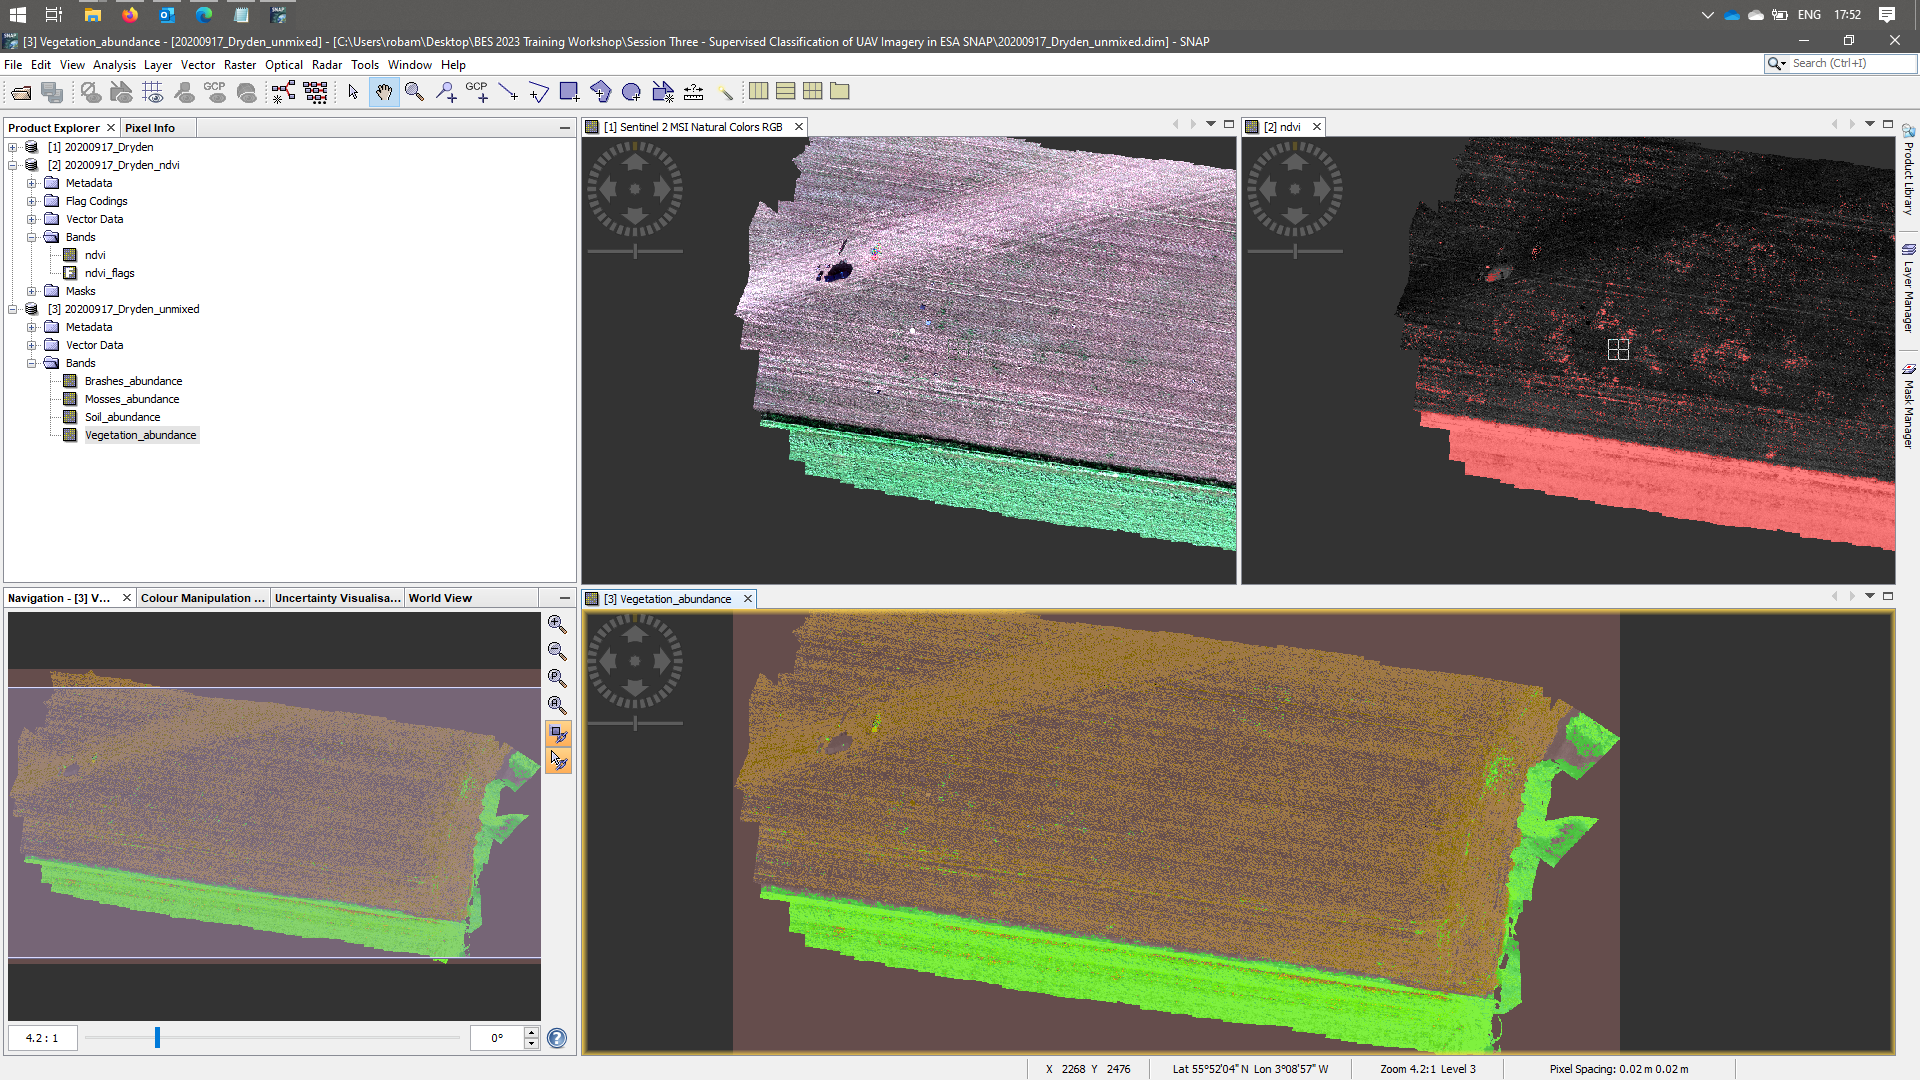 ENG 17:52
SNAP
[3] Vegetation_abundance - [20200917_Dryden_unmixed] - [C:\Users\robam\Desktop\BES 2023 Training Workshop\Session Three - Supervised Classification of UAV Imagery in ESA SNAP\20200917_Dryden_unmixed.dim] - SNAP
File Edit View Analysis Layer Vector Raster Optical Radar Tools Window Help
Search (Ctrl+I)
GCP GCP
Product Explorer Pixel Info
[1] 20200917_Dryden
[2] 20200917_Dryden_ndvi
Metadata
Flag Codings
Vector Data
Bands
ndvi
ndvi_flags
Masks
[3] 20200917_Dryden_unmixed
Metadata
Vector Data
Bands
Brashes_abundance
Mosses_abundance
Soil_abundance
Vegetation_abundance
[1] Sentinel 2 MSI Natural Colors RGB
[2] ndvi
Product Library
Layer Manager
Mask Manager
Navigation - [3] V... Colour Manipulation ... Uncertainty Visualisa... World View
4.2 : 1
0°
[3] Vegetation_abundance
X 2268 Y 2476 Lat 55°52'04" N Lon 3°08'57" W Zoom 4.2:1 Level 3 Pixel Spacing: 0.02 m 0.02 m